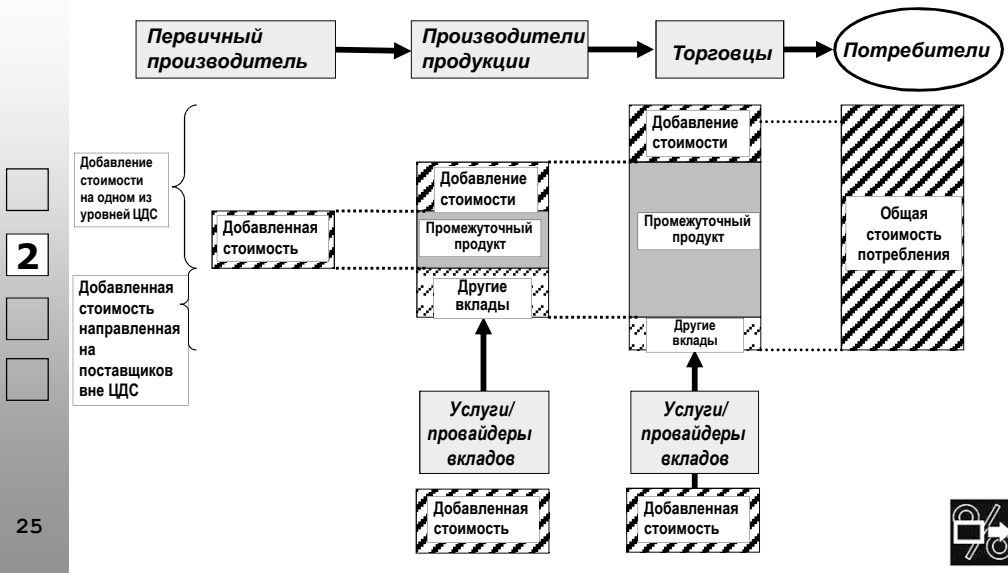 Первичный
производитель
Производители
продукции
Торговцы
Потребители
Добавление
стоимости
на одном из
уровней ЦДС
Добавленная
стоимость
направленная
на
поставщиков
вне ЦДС
Добавленная
стоимость
Добавление
стоимости
Промежуточный
продукт
Другие
вклады
Добавление
стоимости
Промежуточный
продукт
Другие
вклады
Общая
стоимость
потребления
Услуги/
провайдеры
вкладов
Услуги/
провайдеры
вкладов
Добавленная
стоимость
Добавленная
стоимость
2
25